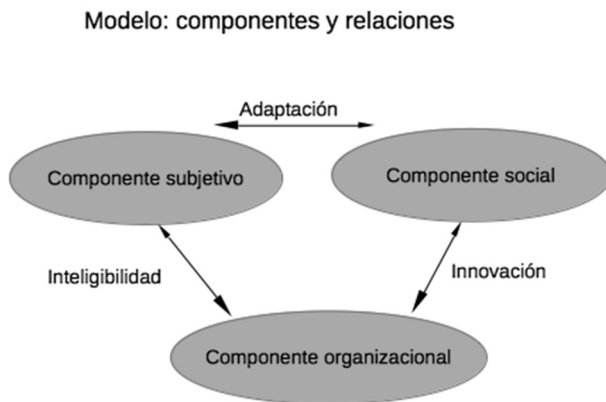 Modelo: componentes y relaciones
Adaptación
Componente subjetivo
Componente social
Inteligibilidad
Innovación
Componente organizacional